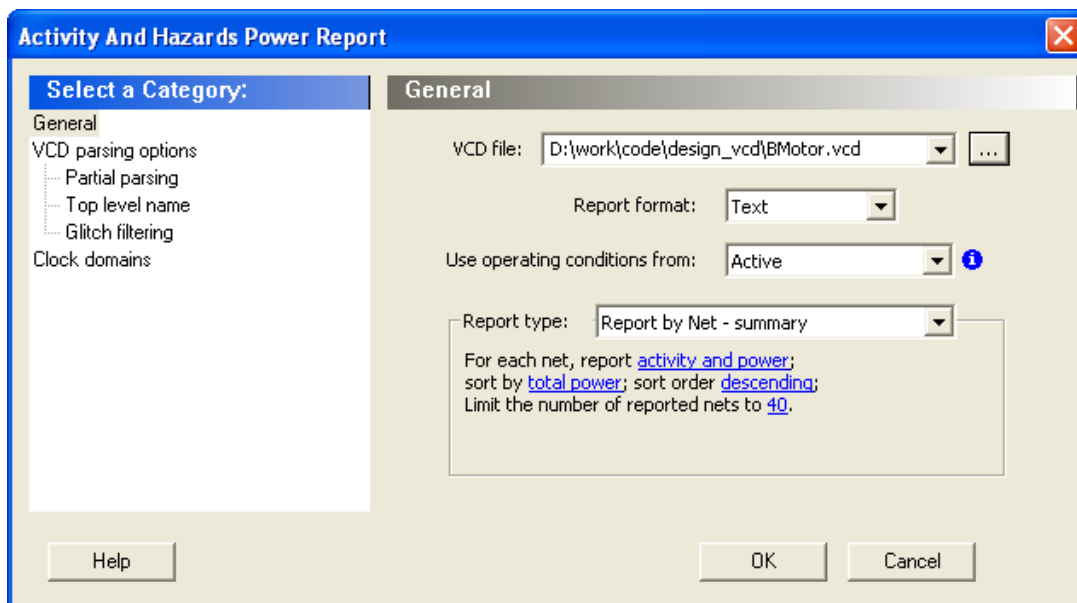 Activity And Hazards Power Report
Select a Category:
General
VCD parsing options
Partial parsing
Top level name
Glitch filtering
Clock domains
General
VCD file: D:\work\code\design_vcd\BMotor.vcd ...
Report format: Text
Use operating conditions from: Active
Report type: Report by Net - summary
For each net, report activity and power;
sort by total power; sort order descending;
Limit the number of reported nets to 40.
Help OK Cancel